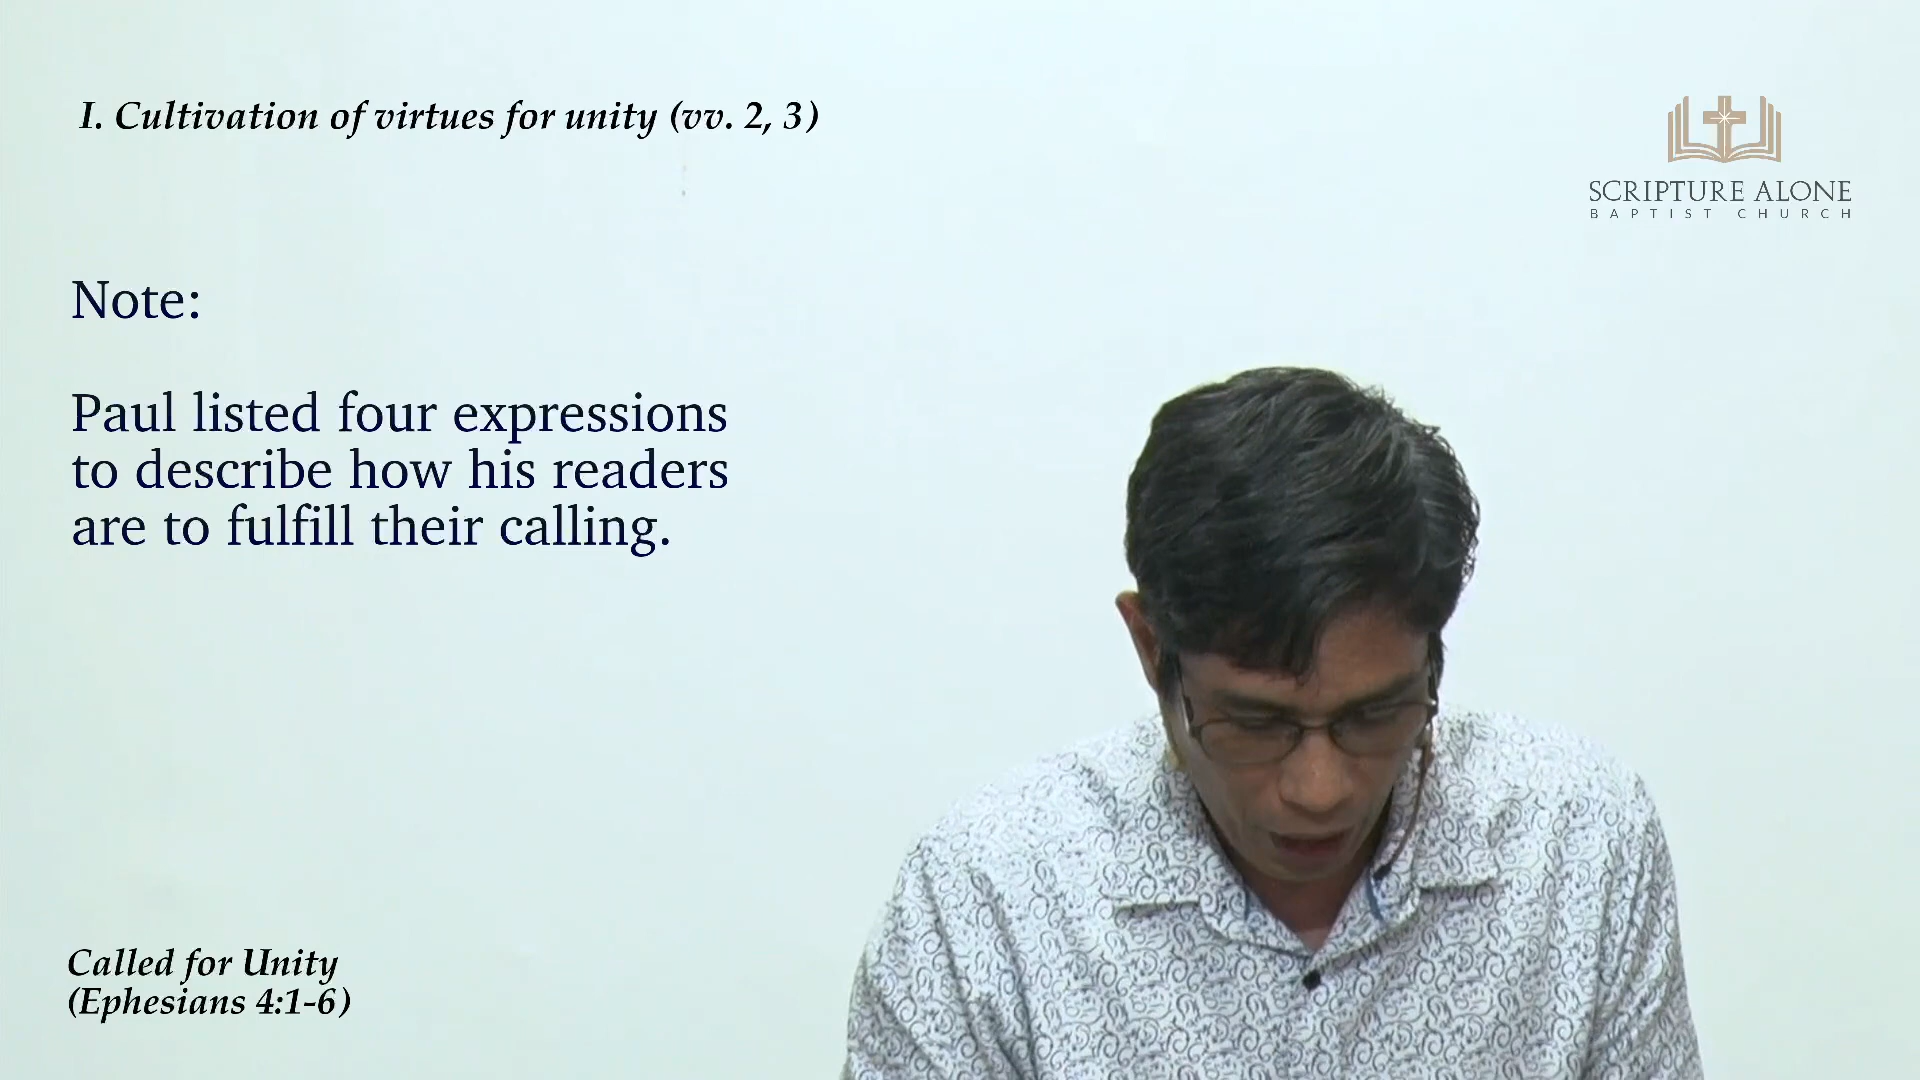 I. Cultivation of virtues for unity (vv. 2, 3)
SCRIPTURE ALONE
BAPTIST CHURCH
Note:
Paul listed four expressions
to describe how his readers
are to fulfill their calling.
Called for Unity
(Ephesians 4:1-6)